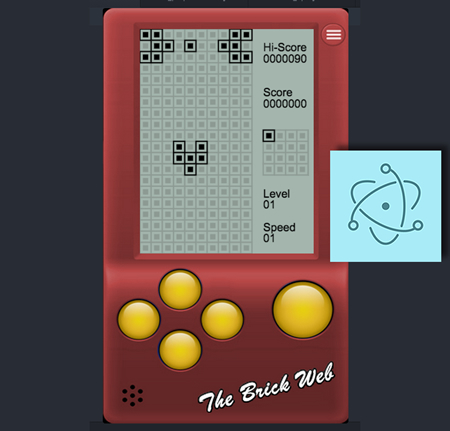 Hi-Score
0000090
Score
0000000
Level
01
Speed
01
The Brick Web